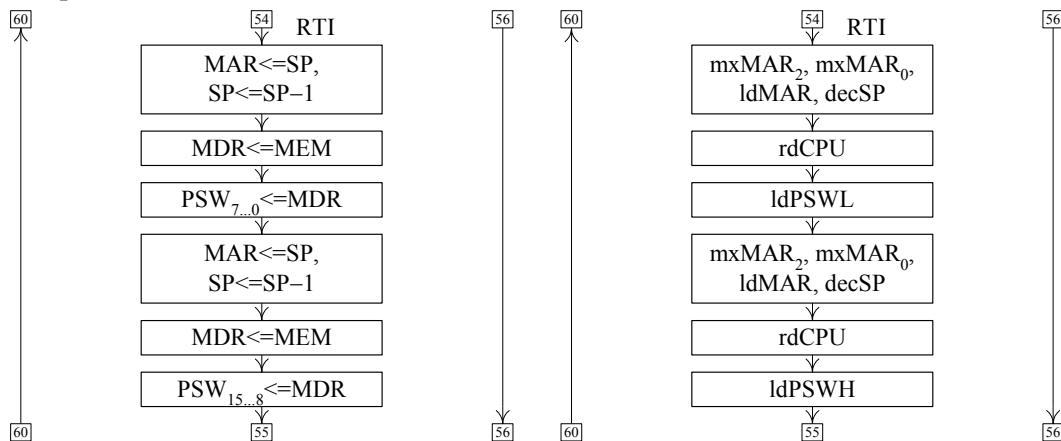 60 54 RTI 56 60 54 RTI 56
MAR<=SP,
SP<=SP−1
mxMAR₂, mxMAR₀,
ldMAR, decSP
MDR<=MEM
rdCPU
PSW₇...₀<=MDR
ldPSWL
MAR<=SP,
SP<=SP−1
mxMAR₂, mxMAR₀,
ldMAR, decSP
MDR<=MEM
rdCPU
PSW₁₅...₈<=MDR
ldPSWH
60 55 56 60 55 56